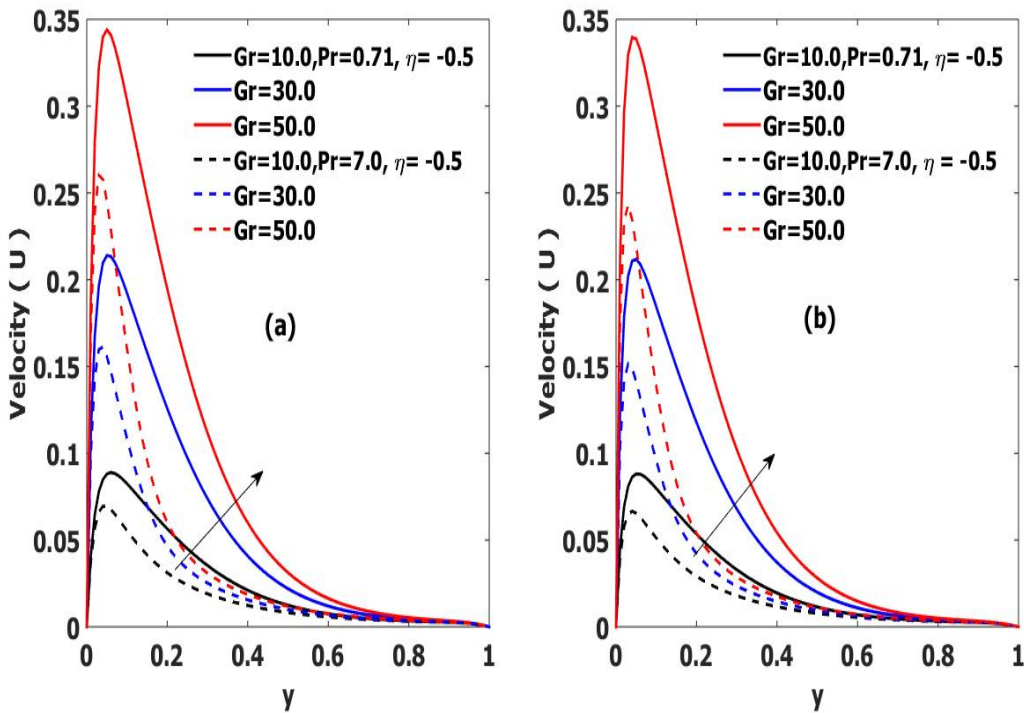 0.35
0.3
0.25
0.2
0.15
0.1
0.05
0
Velocity ( U )
Gr=10.0,Pr=0.71, η= -0.5
Gr=30.0
Gr=50.0
Gr=10.0,Pr=7.0, η= -0.5
Gr=30.0
Gr=50.0
(a)
0 0.2 0.4 0.6 0.8 1
y
0.35
0.3
0.25
0.2
0.15
0.1
0.05
0
Velocity ( U )
Gr=10.0,Pr=0.71, η= -0.5
Gr=30.0
Gr=50.0
Gr=10.0,Pr=7.0, η = -0.5
Gr=30.0
Gr=50.0
(b)
0 0.2 0.4 0.6 0.8 1
y